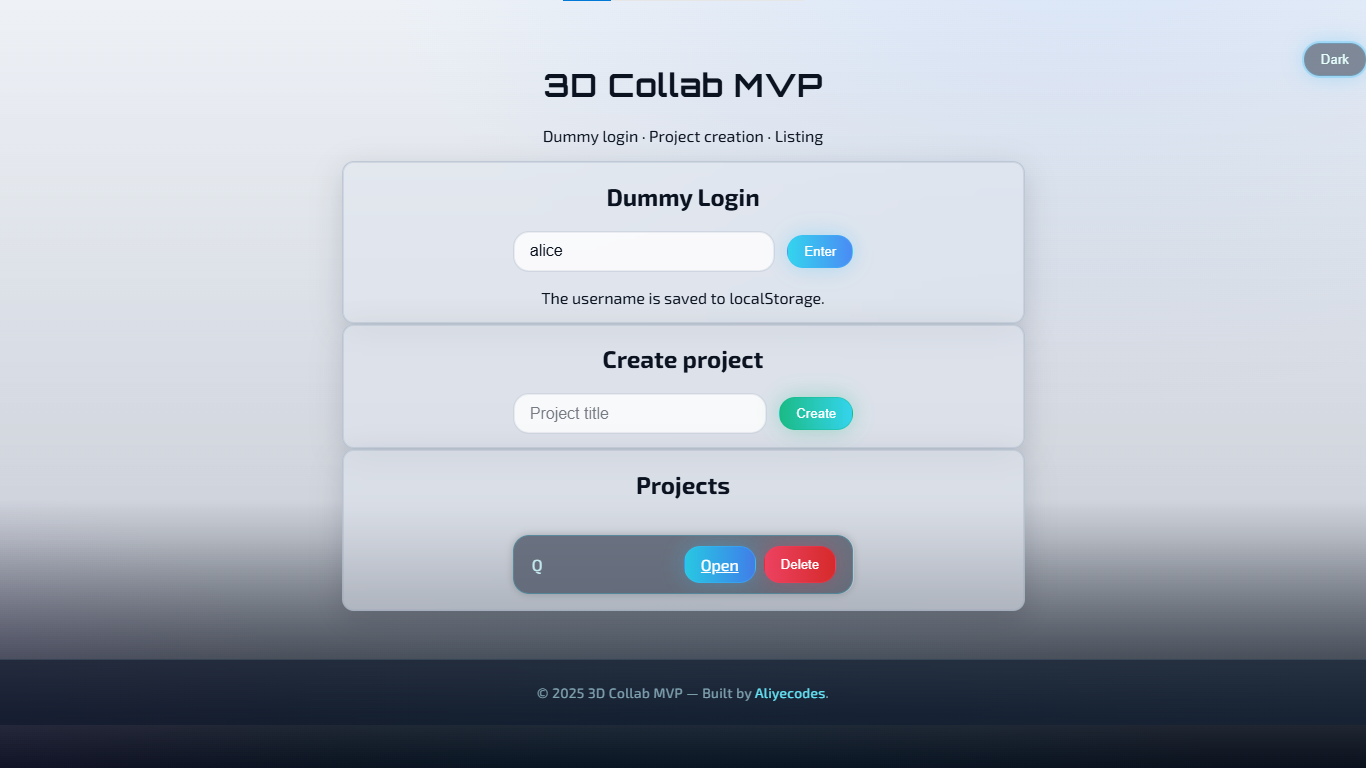 Dark
3D Collab MVP
Dummy login · Project creation · Listing
Dummy Login
alice Enter
The username is saved to localStorage.
Create project
Project title Create
Projects
Q Open Delete
© 2025 3D Collab MVP — Built by Aliyecodes.